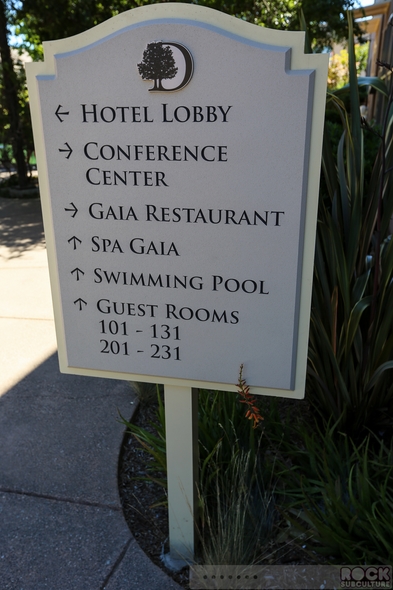 D
← HOTEL LOBBY
→ CONFERENCE
CENTER
→ GAIA RESTAURANT
↑ SPA GAIA
↑ SWIMMING POOL
↑ GUEST ROOMS
101 - 131
201 - 231
ROCK
SUBCULTURE